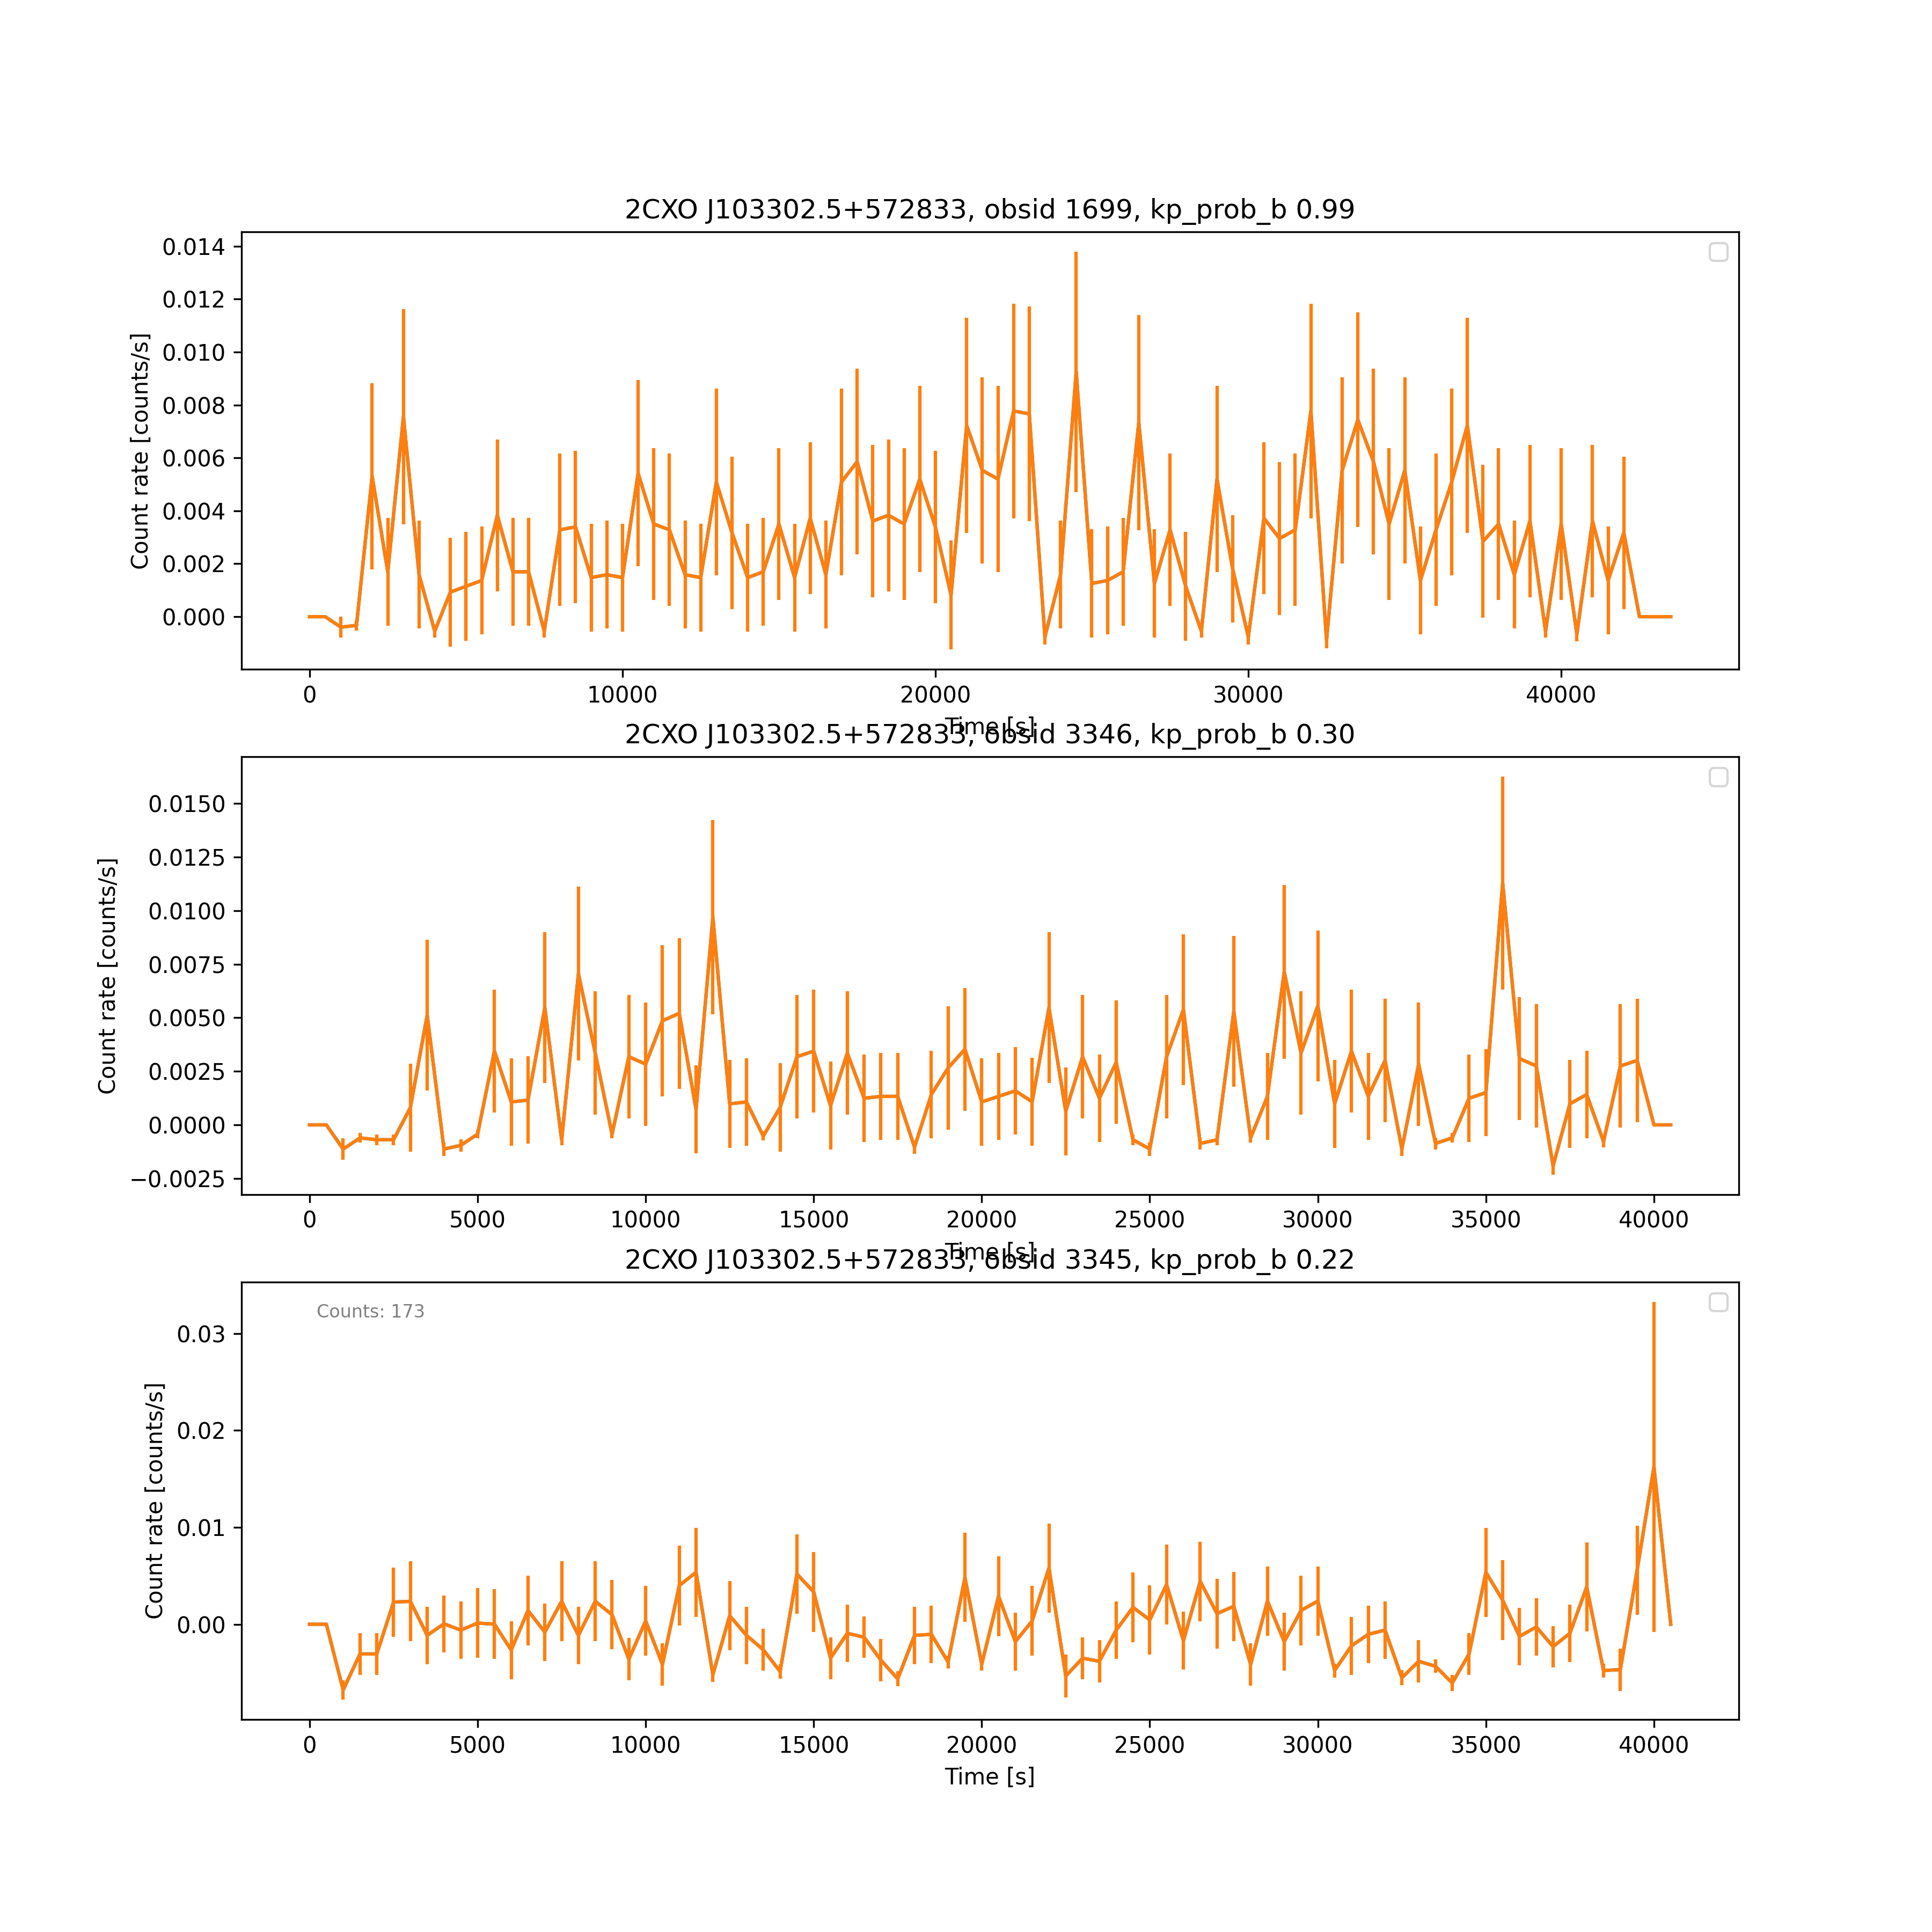 2CXO J103302.5+572833, obsid 1699, kp_prob_b 0.99
0.014
0.012
0.010
0.008
0.006
0.004
0.002
0.000
Count rate [counts/s]
0 10000 20000 30000 40000
Time [s]
2CXO J103302.5+572833, obsid 3346, kp_prob_b 0.30
0.0150
0.0125
0.0100
0.0075
0.0050
0.0025
0.0000
−0.0025
Count rate [counts/s]
0 5000 10000 15000 20000 25000 30000 35000 40000
Time [s]
2CXO J103302.5+572833, obsid 3345, kp_prob_b 0.22
Counts: 173
0.03
0.02
0.01
0.00
Count rate [counts/s]
0 5000 10000 15000 20000 25000 30000 35000 40000
Time [s]